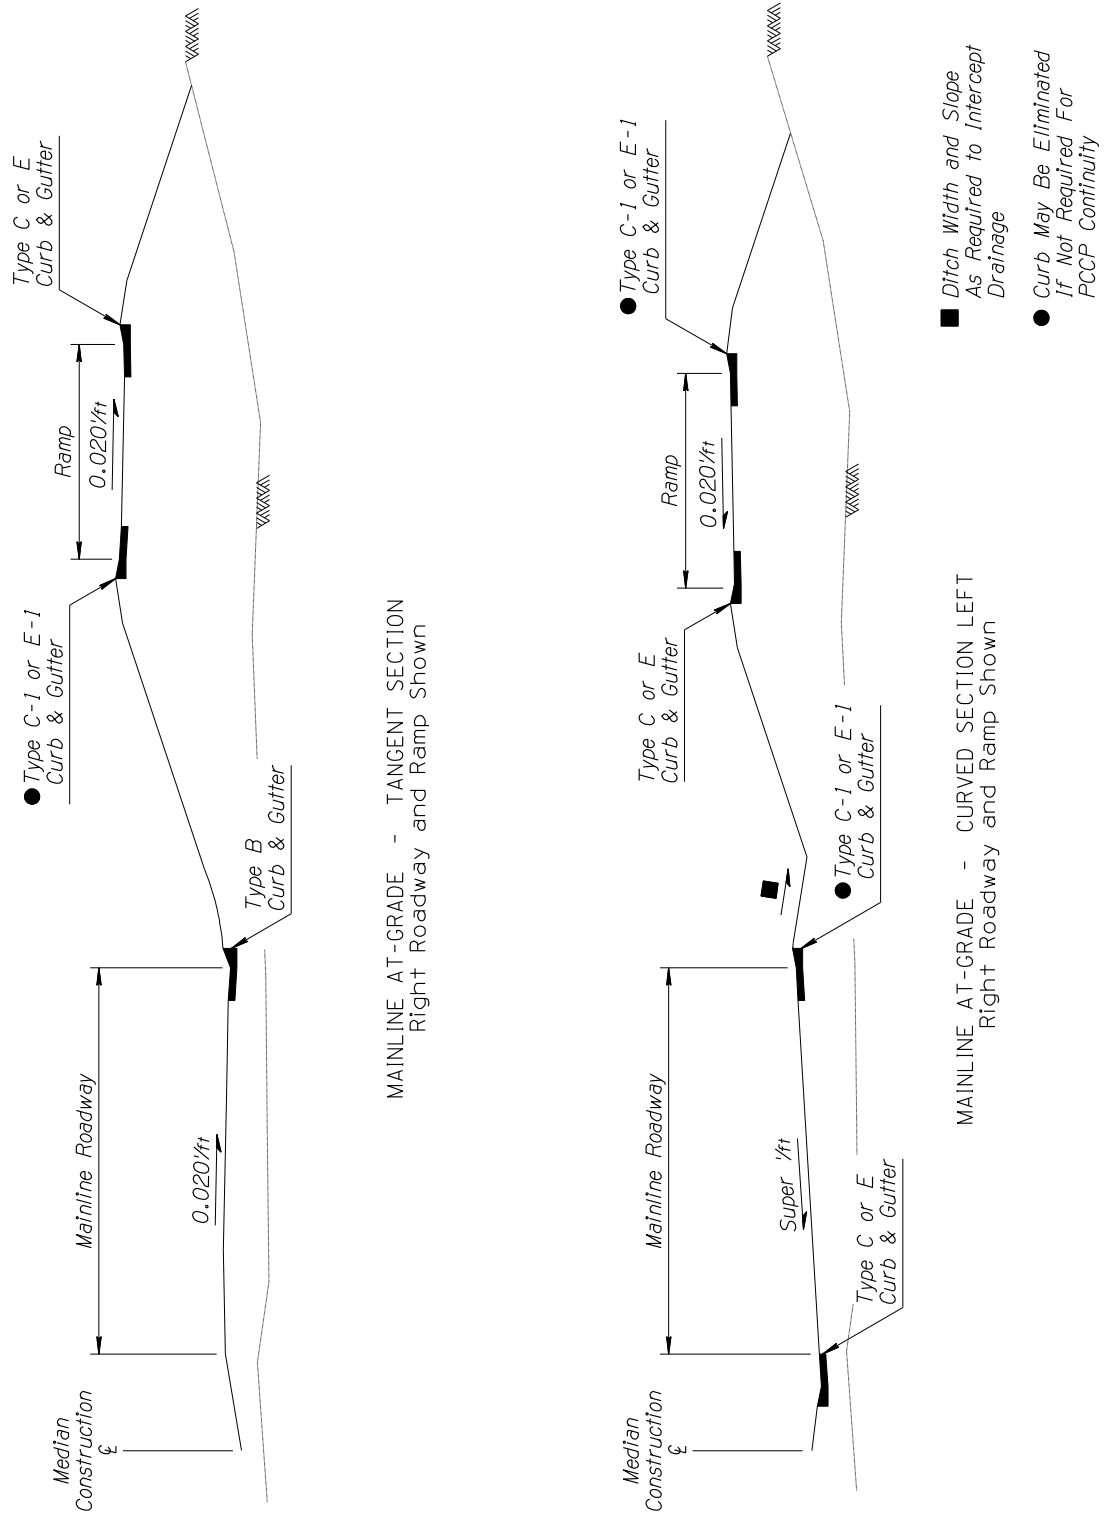 Median
Construction
℄
Mainline Roadway
0.020'/ft
Type B
Curb & Gutter
● Type C-1 or E-1
Curb & Gutter
Ramp
0.020'/ft
Type C or E
Curb & Gutter
MAINLINE AT-GRADE - TANGENT SECTION
Right Roadway and Ramp Shown
Median
Construction
℄
Mainline Roadway
Super '/ft
Type C or E
Curb & Gutter
● Type C-1 or E-1
Curb & Gutter
■
Type C or E
Curb & Gutter
Ramp
0.020'/ft
● Type C-1 or E-1
Curb & Gutter
MAINLINE AT-GRADE - CURVED SECTION LEFT
Right Roadway and Ramp Shown
■ Ditch Width and Slope
As Required to Intercept
Drainage
● Curb May Be Eliminated
If Not Required For
PCCP Continuity